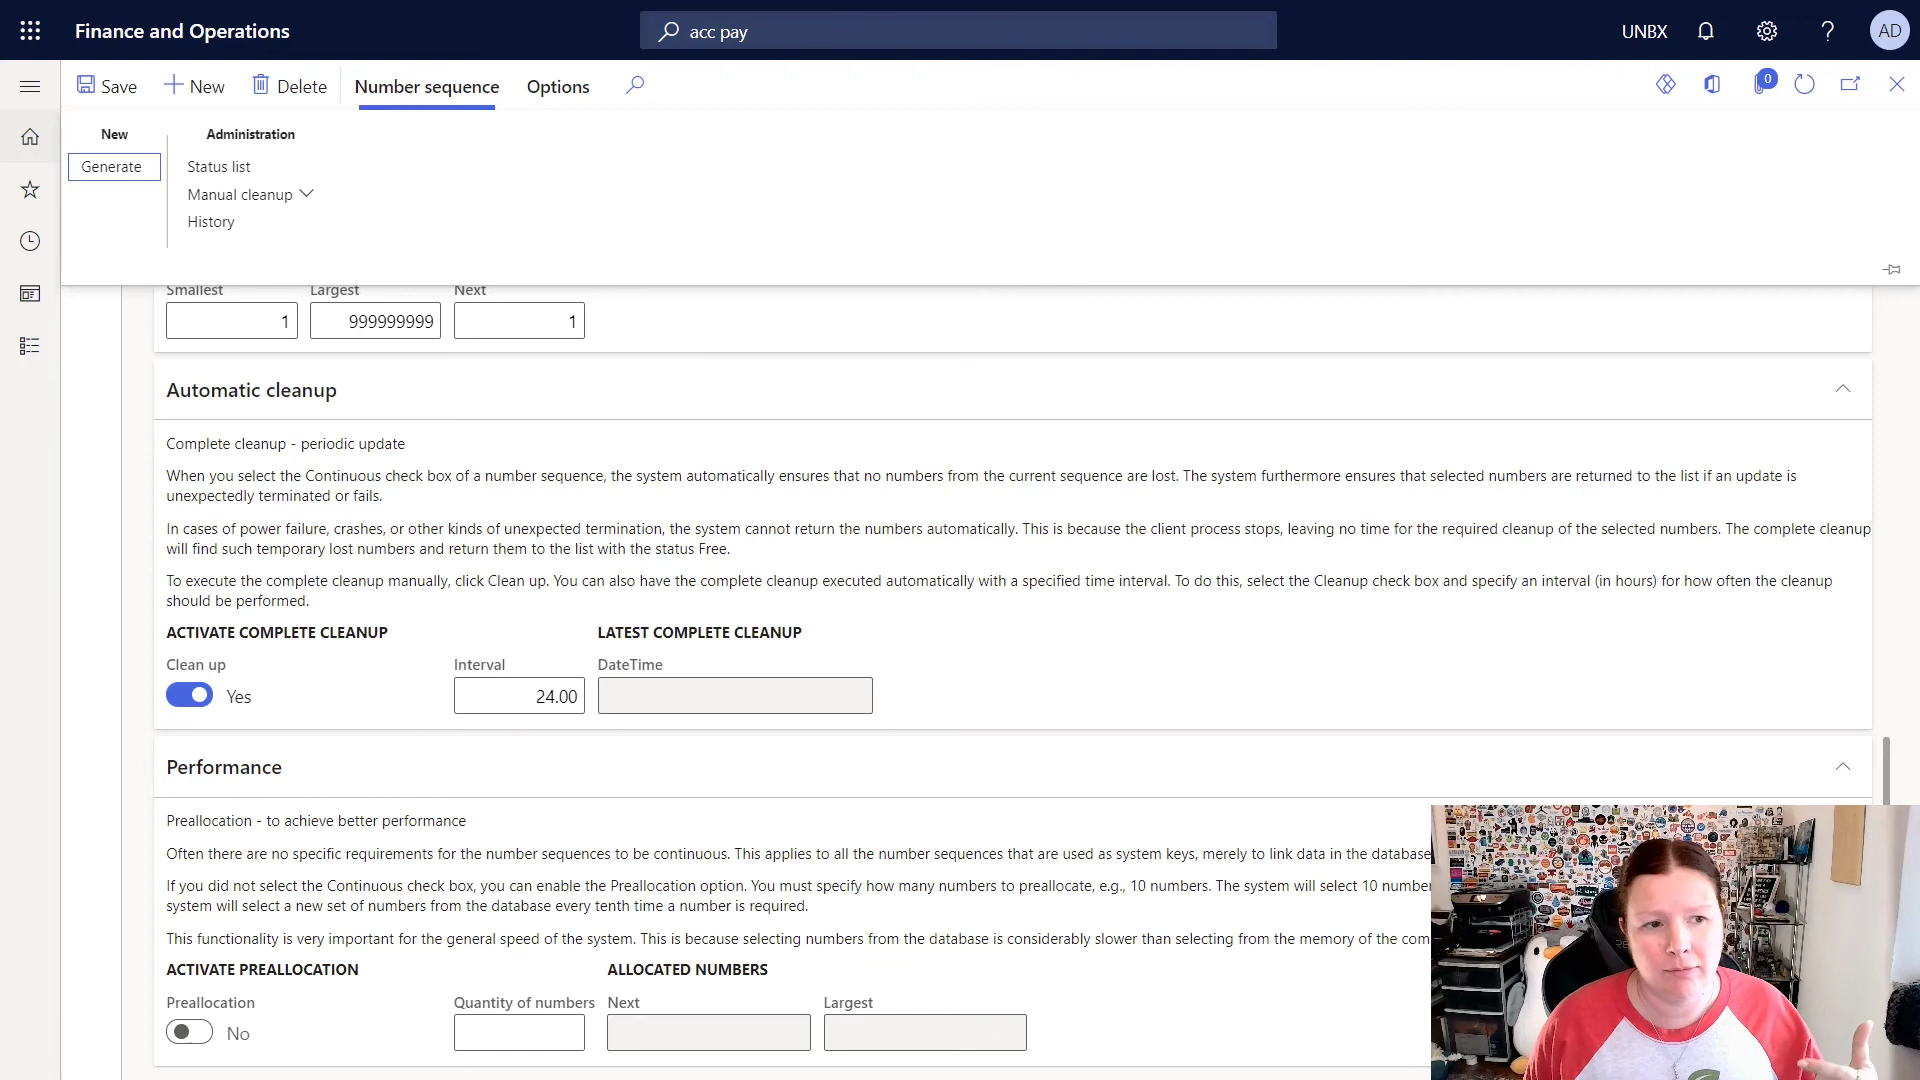 Finance and Operations
acc pay
UNBX
AD
Save
New
Delete
Number sequence
Options
0
New
Administration
Generate
Status list
Manual cleanup
History
Smallest
Largest
Next
1
999999999
1
Automatic cleanup
Complete cleanup - periodic update
When you select the Continuous check box of a number sequence, the system automatically ensures that no numbers from the current sequence are lost. The system furthermore ensures that selected numbers are returned to the list if an update is
unexpectedly terminated or fails.
In cases of power failure, crashes, or other kinds of unexpected termination, the system cannot return the numbers automatically. This is because the client process stops, leaving no time for the required cleanup of the selected numbers. The complete cleanup
will find such temporary lost numbers and return them to the list with the status Free.
To execute the complete cleanup manually, click Clean up. You can also have the complete cleanup executed automatically with a specified time interval. To do this, select the Cleanup check box and specify an interval (in hours) for how often the cleanup
should be performed.
ACTIVATE COMPLETE CLEANUP
LATEST COMPLETE CLEANUP
Clean up
Interval
DateTime
Yes
24.00
Performance
Preallocation - to achieve better performance
Often there are no specific requirements for the number sequences to be continuous. This applies to all the number sequences that are used as system keys, merely to link data in the database
If you did not select the Continuous check box, you can enable the Preallocation option. You must specify how many numbers to preallocate, e.g., 10 numbers. The system will select 10 number
system will select a new set of numbers from the database every tenth time a number is required.
This functionality is very important for the general speed of the system. This is because selecting numbers from the database is considerably slower than selecting from the memory of the com
ACTIVATE PREALLOCATION
ALLOCATED NUMBERS
Preallocation
Quantity of numbers
Next
Largest
No